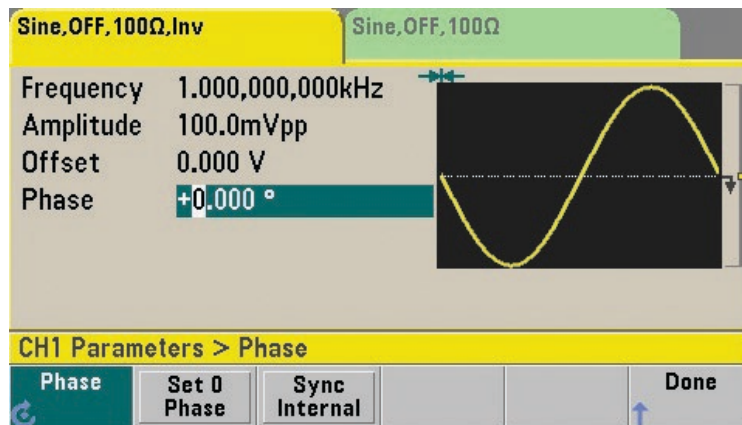 Sine,OFF,100Ω,Inv
Sine,OFF,100Ω
Frequency 1.000,000,000kHz
Amplitude 100.0mVpp
Offset 0.000 V
Phase +0.000 °
CH1 Parameters > Phase
Phase
Set 0 Phase
Sync Internal
Done